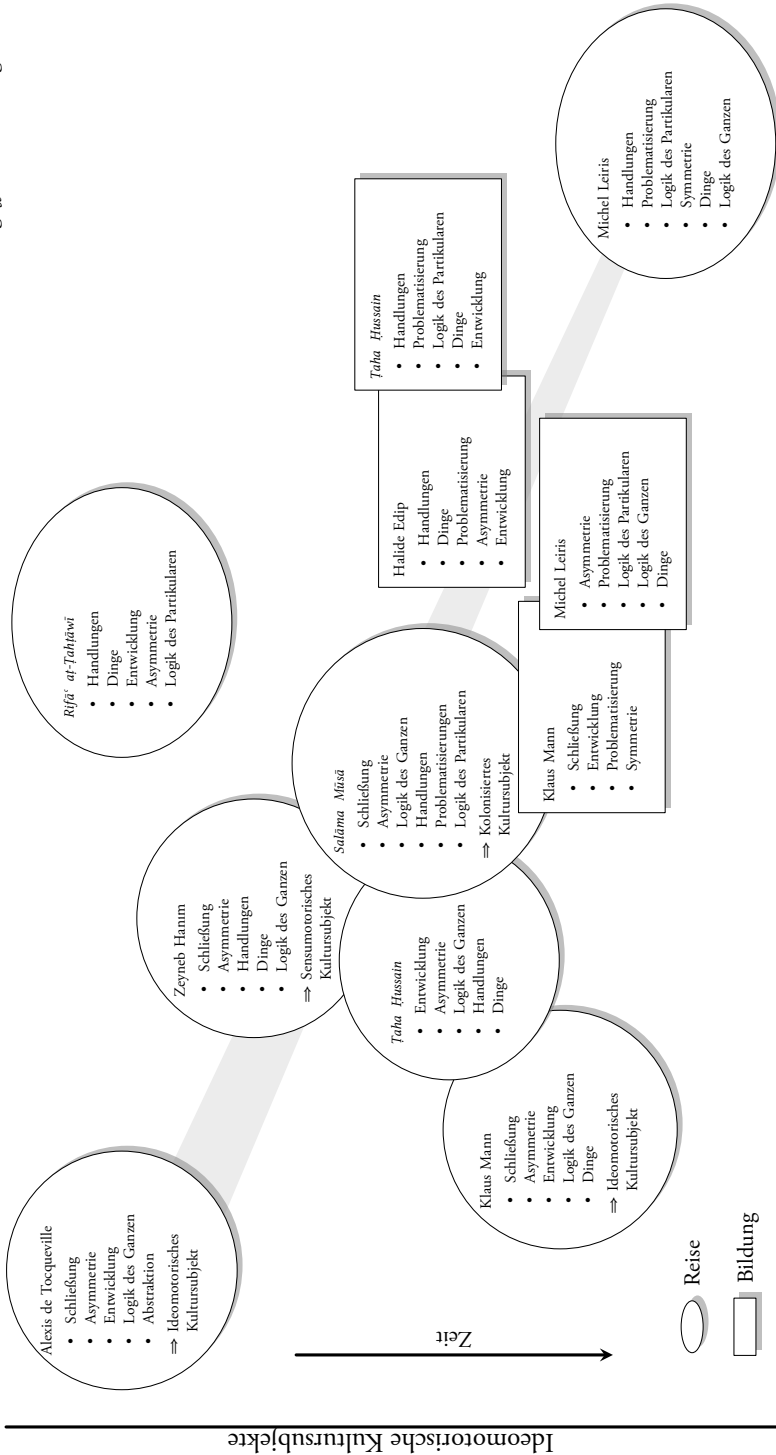 Alexis de Tocqueville
• Schließung
• Asymmetrie
• Entwicklung
• Logik des Ganzen
• Abstraktion
⇒ Ideomotorisches
Kultursubjekt
Zeyneb Hanım
• Schließung
• Asymmetrie
• Handlungen
• Dinge
• Logik des Ganzen
⇒ Sensumotorisches
Kultursubjekt
Rifāʿ aṭ-Tahṭāwī
• Handlungen
• Dinge
• Entwicklung
• Asymmetrie
• Logik des Partikularen
Klaus Mann
• Schließung
• Asymmetrie
• Entwicklung
• Logik des Ganzen
• Dinge
⇒ Ideomotorisches
Kultursubjekt
Ṭaha Ḥussain
• Entwicklung
• Asymmetrie
• Logik des Ganzen
• Handlungen
• Dinge
Salāma Mūsā
• Schließung
• Asymmetrie
• Logik des Ganzen
• Handlungen
• Problematisierungen
• Logik des Partikularen
⇒ Kolonisiertes
Kultursubjekt
Klaus Mann
• Schließung
• Entwicklung
• Problematisierung
• Symmetrie
Michel Leiris
• Asymmetrie
• Problematisierung
• Logik des Partikularen
• Logik des Ganzen
• Dinge
Halide Edip
• Handlungen
• Dinge
• Problematisierung
• Asymmetrie
• Entwicklung
Ṭaha Ḥussain
• Handlungen
• Problematisierung
• Logik des Partikularen
• Dinge
• Entwicklung
Michel Leiris
• Handlungen
• Problematisierung
• Logik des Partikularen
• Symmetrie
• Dinge
• Logik des Ganzen
Zeit
Reise
Bildung
Ideomotorische Kultursubjekte